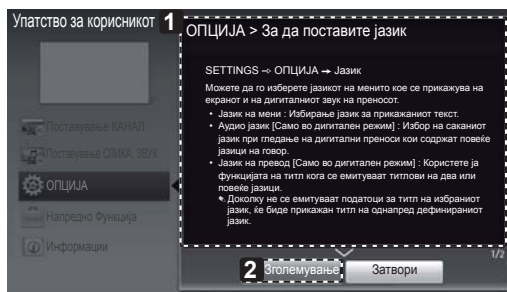 Упатство за корисникот
1
ОПЦИЈА > За да поставите јазик
SETTINGS ➾ ОПЦИЈА ➞ Јазик
Можете да го изберете јазикот на менито кое се прикажува на
екранот и на дигиталниот звук на преносот.
• Јазик на мени : Избирање јазик за прикажаниот текст.
• Аудио јазик [Само во дигитален режим] : Избор на саканиот
јазик при гледање на дигитални преноси кои содржат повеќе
јазици на говор.
• Јазик на превод [Само во дигитален режим] : Користете ја
функцијата на титл кога се емитуваат титлови на два или
повеќе јазици.
✎ Доколку не се емитуваат податоци за титл на избраниот
јазик, ќе биде прикажан титл на однапред дефинираниот
јазик.
Поставување КАНАЛ
Поставување СЛИКА, ЗВУК
ОПЦИЈА
Напредно Функција
Информации
1/2
2
Зголемување
Затвори